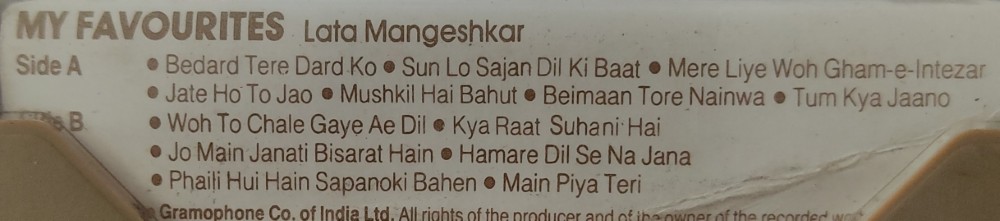 MY FAVOURITES Lata Mangeshkar
Side A • Bedard Tere Dard Ko • Sun Lo Sajan Dil Ki Baat • Mere Liye Woh Gham-e-Intezar
• Jate Ho To Jao • Mushkil Hai Bahut • Beimaan Tore Nainwa • Tum Kya Jaano
B • Woh To Chale Gaye Ae Dil • Kya Raat Suhani Hai
• Jo Main Janati Bisarat Hain • Hamare Dil Se Na Jana
• Phaili Hui Hain Sapanoki Bahen • Main Piya Teri
Gramophone Co. of India Ltd. All rights of the producer and of the owner of the recorded